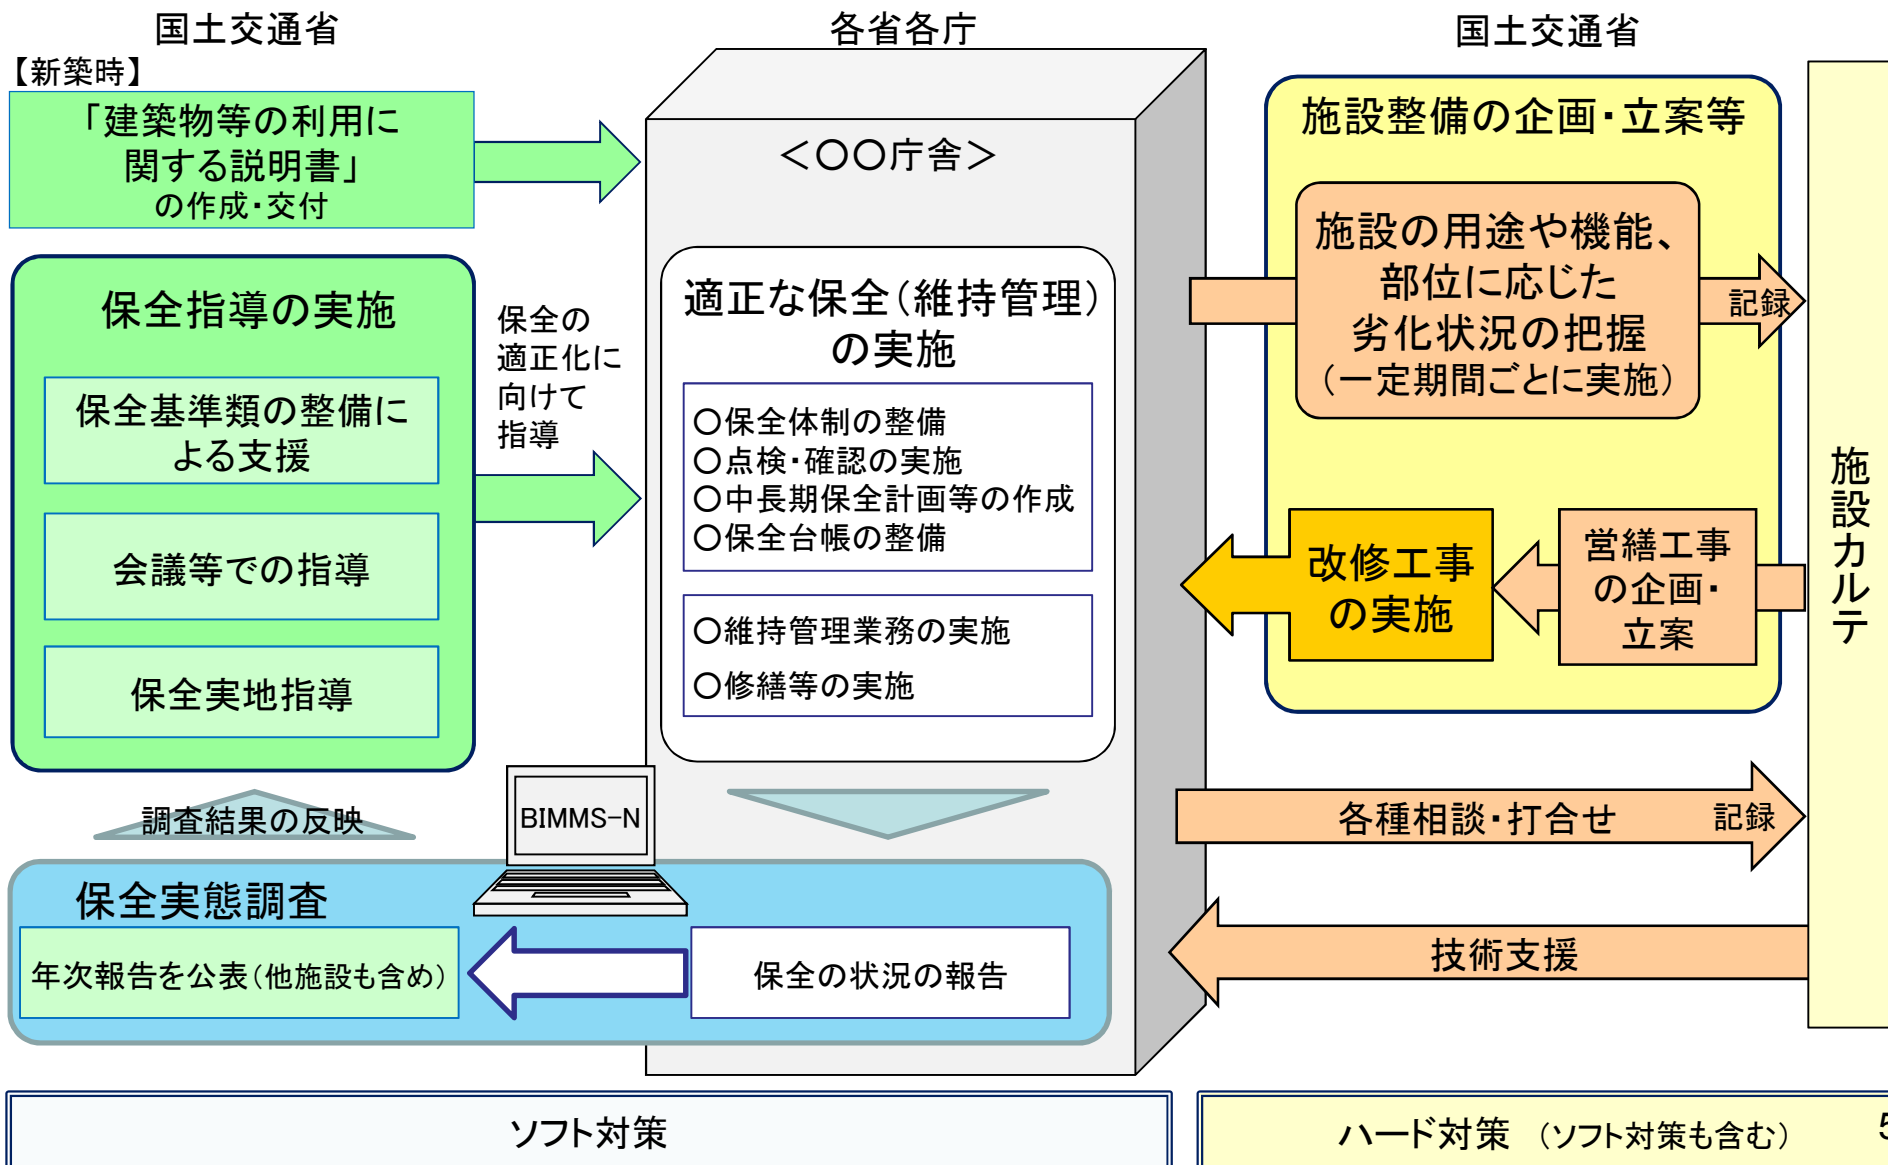 国土交通省
各省各庁
国土交通省
【新築時】
「建築物等の利用に
関する説明書」
の作成・交付
保全指導の実施
保全基準類の整備に
よる支援
会議等での指導
保全実地指導
保全の
適正化に
向けて
指導
調査結果の反映
BIMMS-N
保全実態調査
年次報告を公表(他施設も含め)
保全の状況の報告
＜〇〇庁舎＞
適正な保全(維持管理)
の実施
〇保全体制の整備
〇点検・確認の実施
〇中長期保全計画等の作成
〇保全台帳の整備
〇維持管理業務の実施
〇修繕等の実施
施設整備の企画・立案等
施設の用途や機能、
部位に応じた
劣化状況の把握
(一定期間ごとに実施)
記録
改修工事
の実施
営繕工事
の企画・
立案
各種相談・打合せ
記録
技術支援
施設カルテ
ソフト対策
ハード対策 (ソフト対策も含む)
5